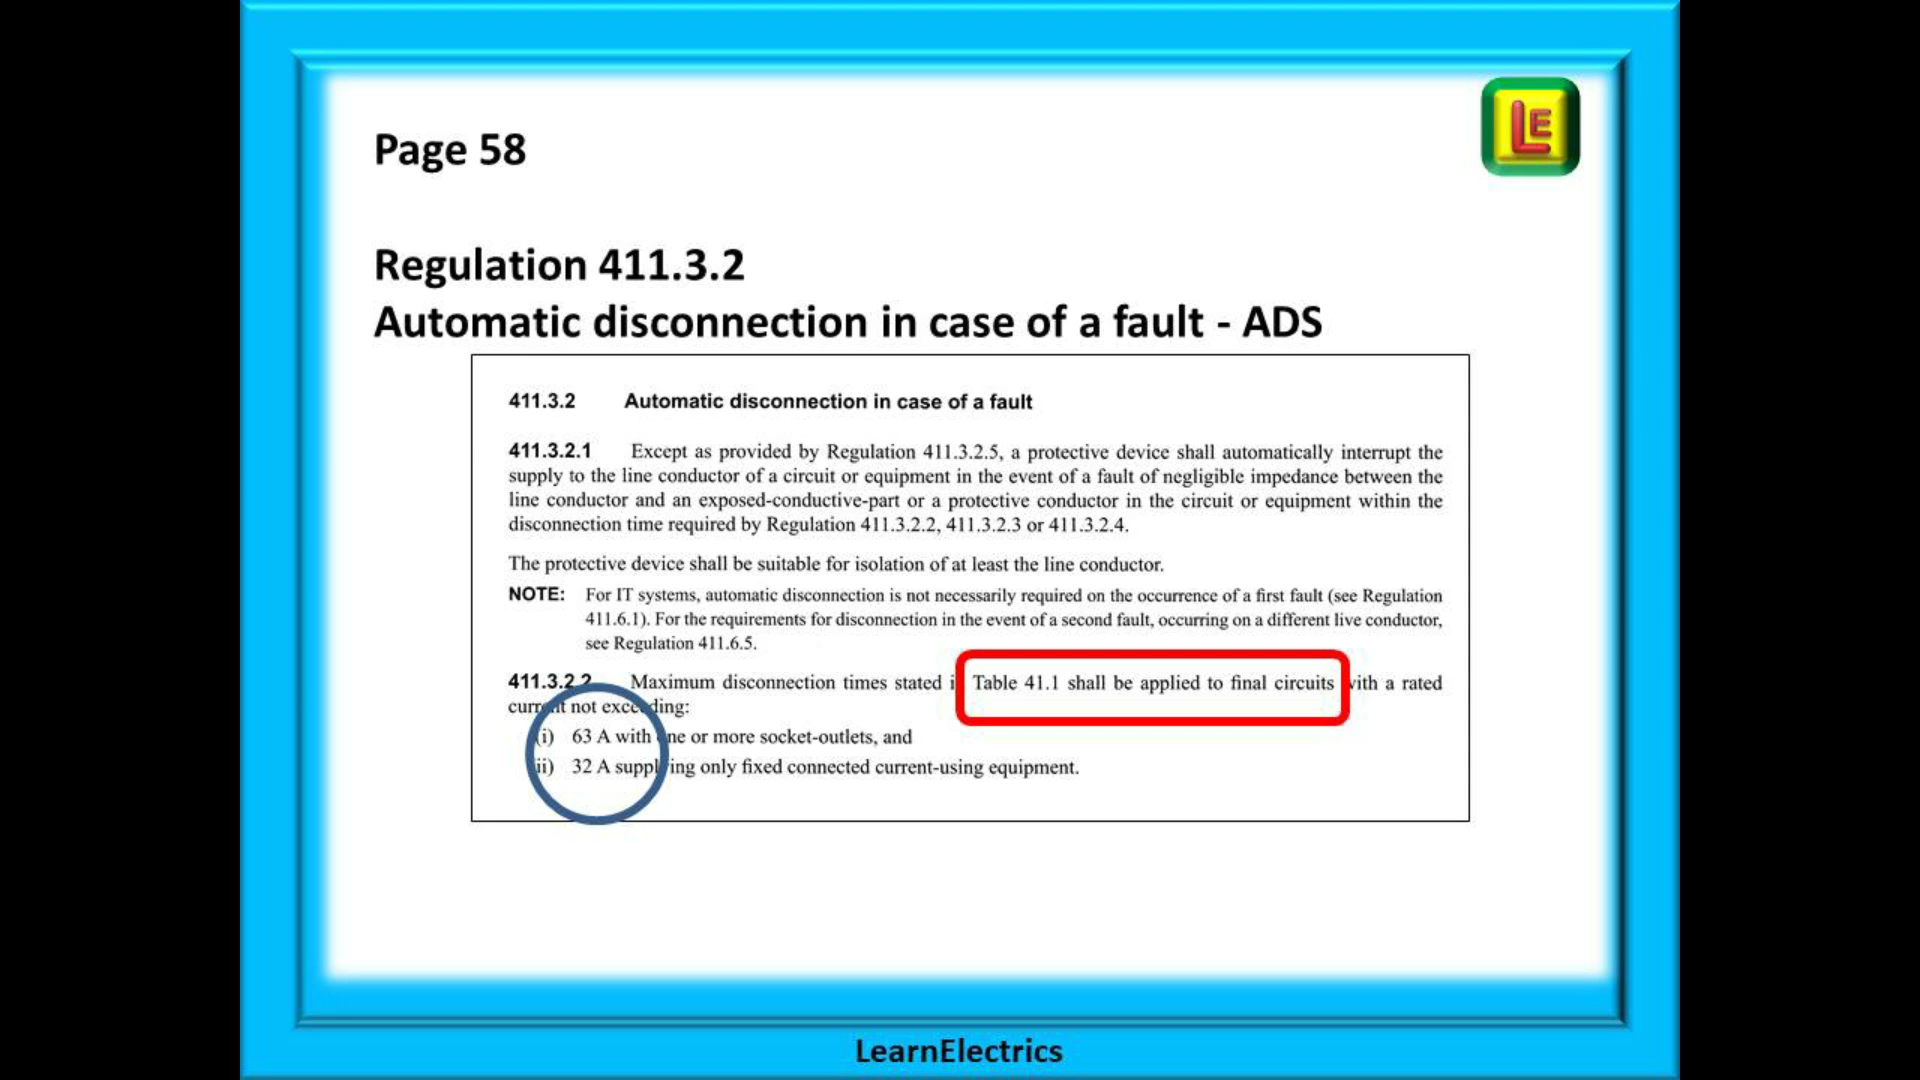 Page 58
LE
Regulation 411.3.2
Automatic disconnection in case of a fault - ADS
411.3.2 Automatic disconnection in case of a fault
411.3.2.1 Except as provided by Regulation 411.3.2.5, a protective device shall automatically interrupt the
supply to the line conductor of a circuit or equipment in the event of a fault of negligible impedance between the
line conductor and an exposed-conductive-part or a protective conductor in the circuit or equipment within the
disconnection time required by Regulation 411.3.2.2, 411.3.2.3 or 411.3.2.4.
The protective device shall be suitable for isolation of at least the line conductor.
NOTE: For IT systems, automatic disconnection is not necessarily required on the occurrence of a first fault (see Regulation
411.6.1). For the requirements for disconnection in the event of a second fault, occurring on a different live conductor,
see Regulation 411.6.5.
411.3.2.2 Maximum disconnection times stated in Table 41.1 shall be applied to final circuits with a rated
current not exceeding:
(i) 63 A with one or more socket-outlets, and
(ii) 32 A supplying only fixed connected current-using equipment.
LearnElectrics